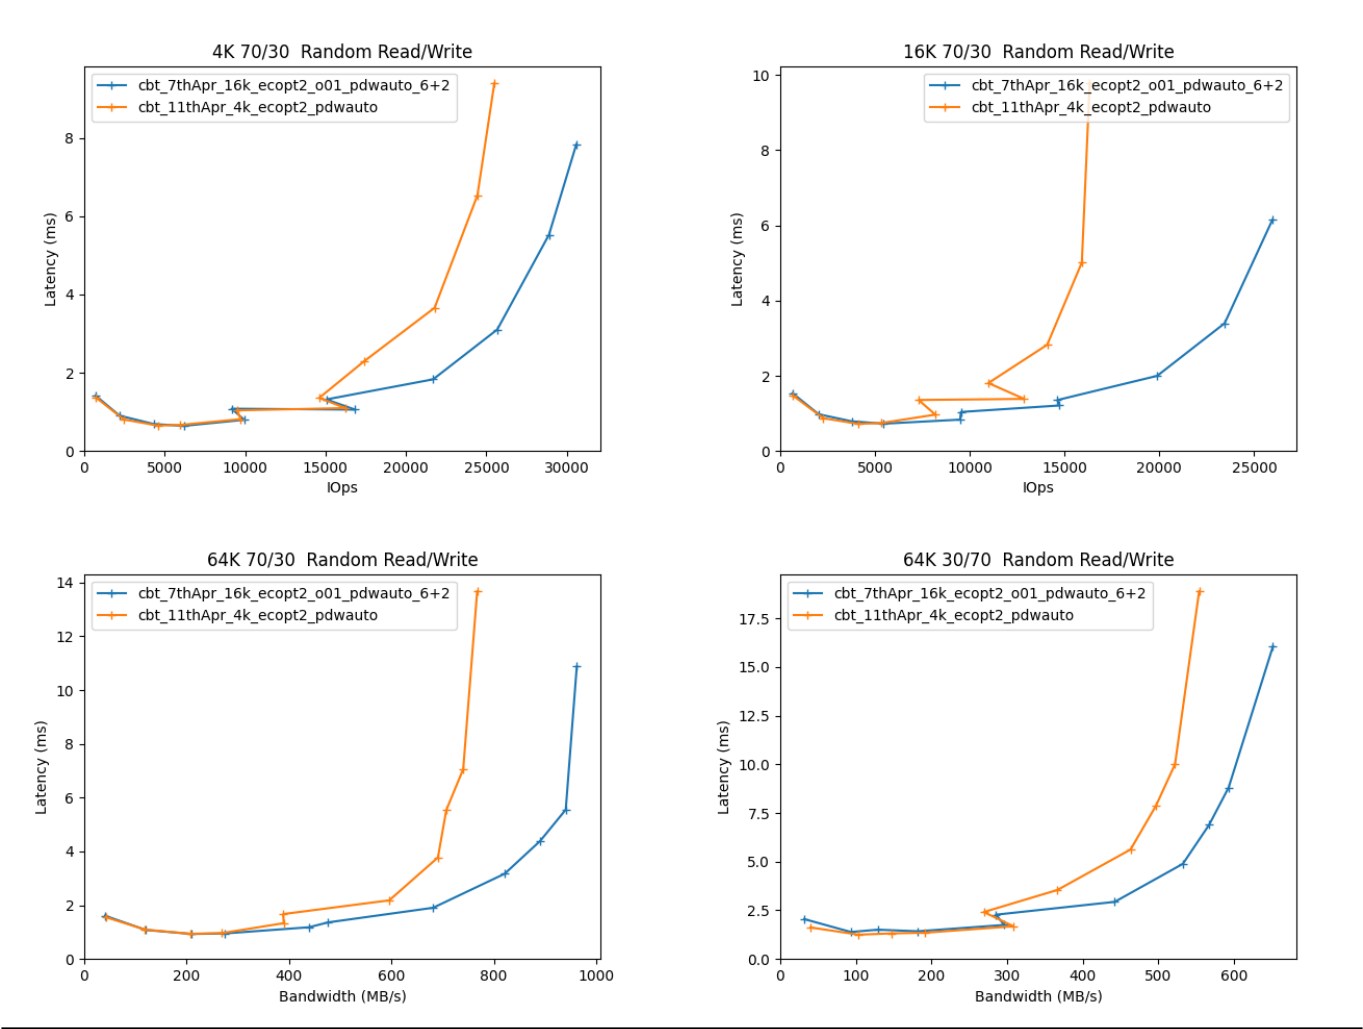 4K 70/30  Random Read/Write
cbt_7thApr_16k_ecopt2_o01_pdwauto_6+2
cbt_11thApr_4k_ecopt2_pdwauto
Latency (ms)
8
6
4
2
0
0 5000 10000 15000 20000 25000 30000
IOps
16K 70/30  Random Read/Write
cbt_7thApr_16k_ecopt2_o01_pdwauto_6+2
cbt_11thApr_4k_ecopt2_pdwauto
Latency (ms)
10
8
6
4
2
0
0 5000 10000 15000 20000 25000
IOps
64K 70/30  Random Read/Write
cbt_7thApr_16k_ecopt2_o01_pdwauto_6+2
cbt_11thApr_4k_ecopt2_pdwauto
Latency (ms)
14
12
10
8
6
4
2
0
0 200 400 600 800 1000
Bandwidth (MB/s)
64K 30/70  Random Read/Write
cbt_7thApr_16k_ecopt2_o01_pdwauto_6+2
cbt_11thApr_4k_ecopt2_pdwauto
Latency (ms)
17.5
15.0
12.5
10.0
7.5
5.0
2.5
0.0
0 100 200 300 400 500 600
Bandwidth (MB/s)